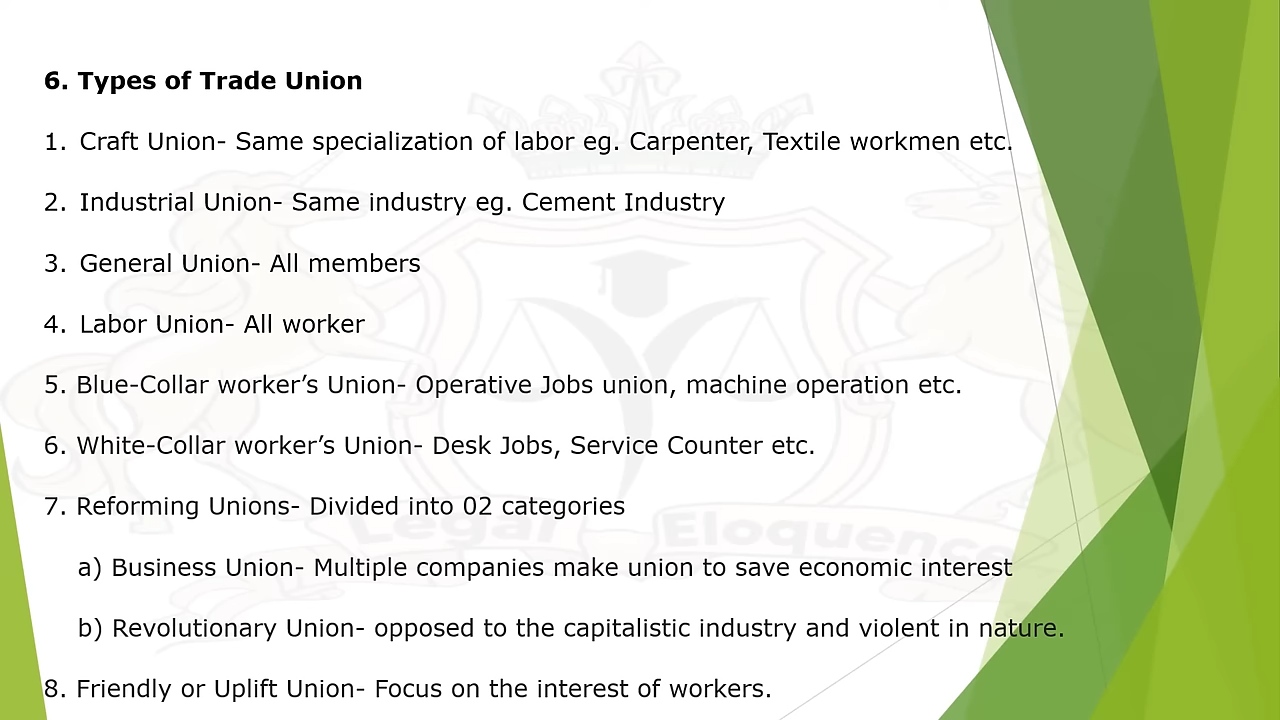 6. Types of Trade Union
1. Craft Union- Same specialization of labor eg. Carpenter, Textile workmen etc.
2. Industrial Union- Same industry eg. Cement Industry
3. General Union- All members
4. Labor Union- All worker
5. Blue-Collar worker’s Union- Operative Jobs union, machine operation etc.
6. White-Collar worker’s Union- Desk Jobs, Service Counter etc.
7. Reforming Unions- Divided into 02 categories
Legal Eloquence
a) Business Union- Multiple companies make union to save economic interest
b) Revolutionary Union- opposed to the capitalistic industry and violent in nature.
8. Friendly or Uplift Union- Focus on the interest of workers.